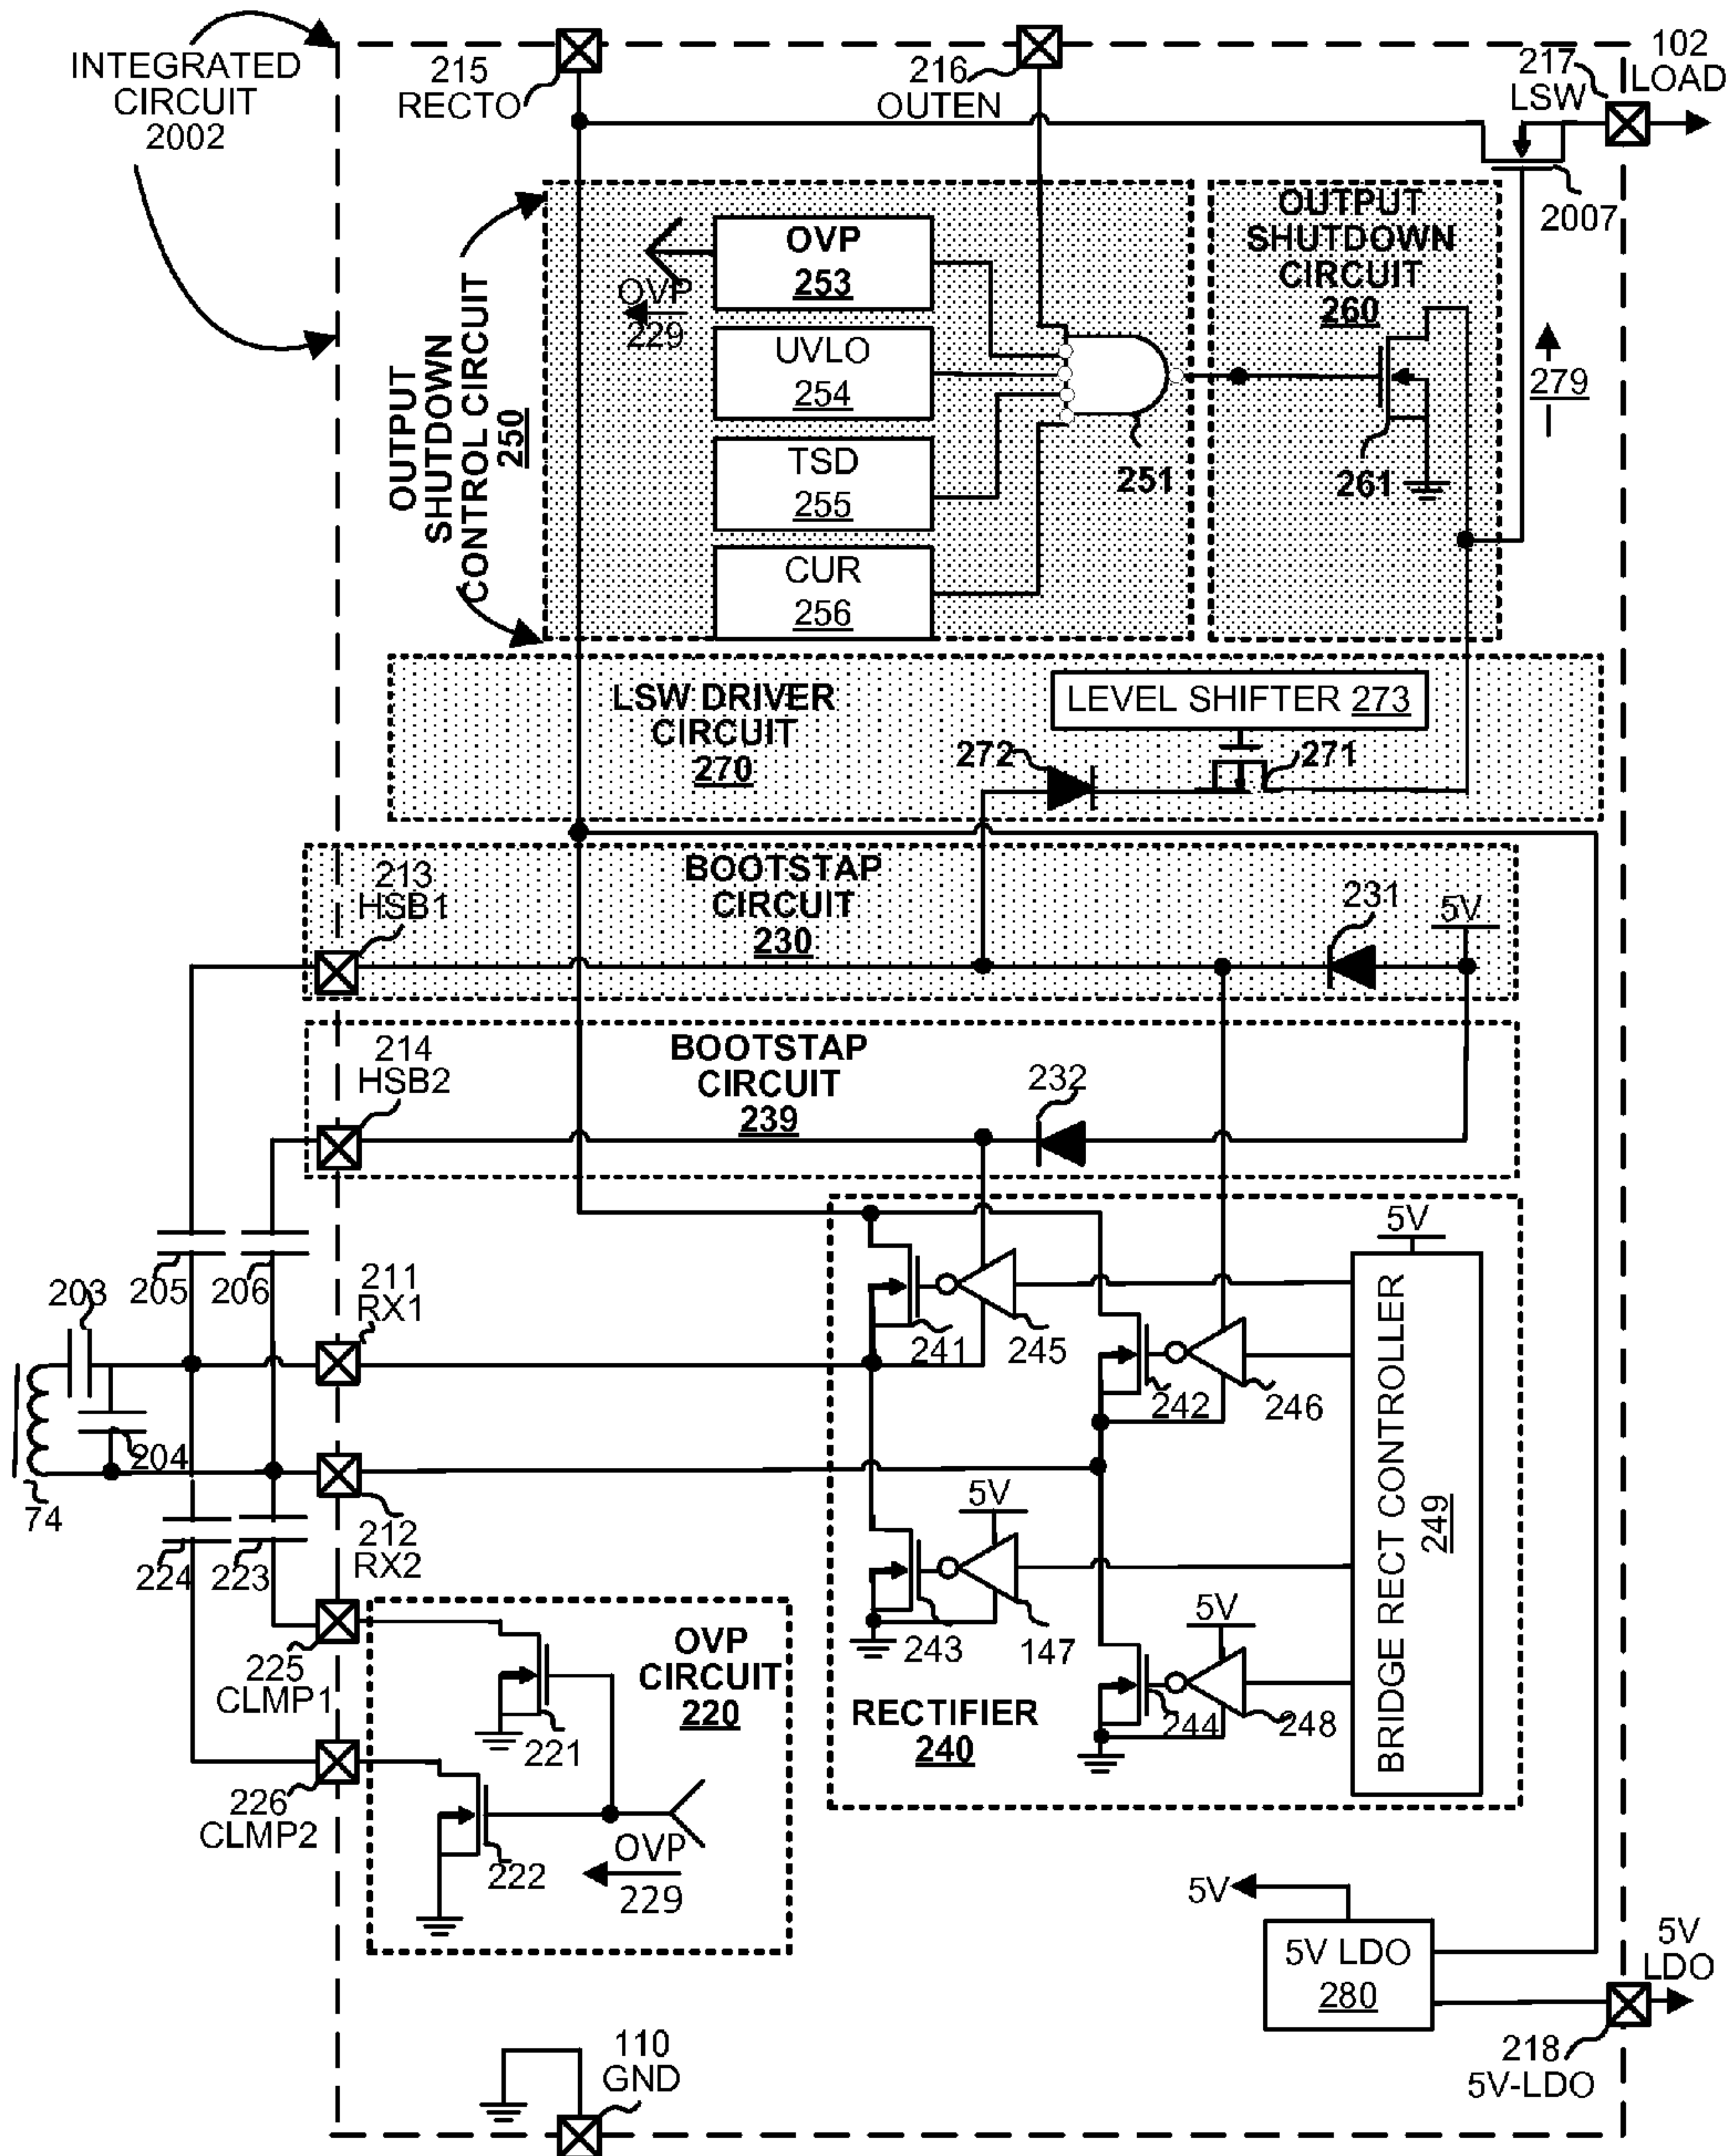 INTEGRATED
CIRCUIT
2002
215
RECTO
216
OUTEN
217
LSW
102
LOAD
2007
OUTPUT
SHUTDOWN
CONTROL CIRCUIT
250
OVP
253
OVP
229
UVLO
254
TSD
255
CUR
256
251
OUTPUT
SHUTDOWN
CIRCUIT
260
261
279
LSW DRIVER
CIRCUIT
270
LEVEL SHIFTER 273
272
271
213
HSB1
BOOTSTAP
CIRCUIT
230
231
5V
214
HSB2
BOOTSTAP
CIRCUIT
239
232
205
206
203
204
74
211
RX1
212
RX2
224
223
241
245
242
246
5V
BRIDGE RECT CONTROLLER
249
5V
243
147
5V
244
248
RECTIFIER
240
225
CLMP1
226
CLMP2
OVP
CIRCUIT
220
221
222
OVP
229
5V
5V LDO
280
5V
LDO
218
5V-LDO
110
GND